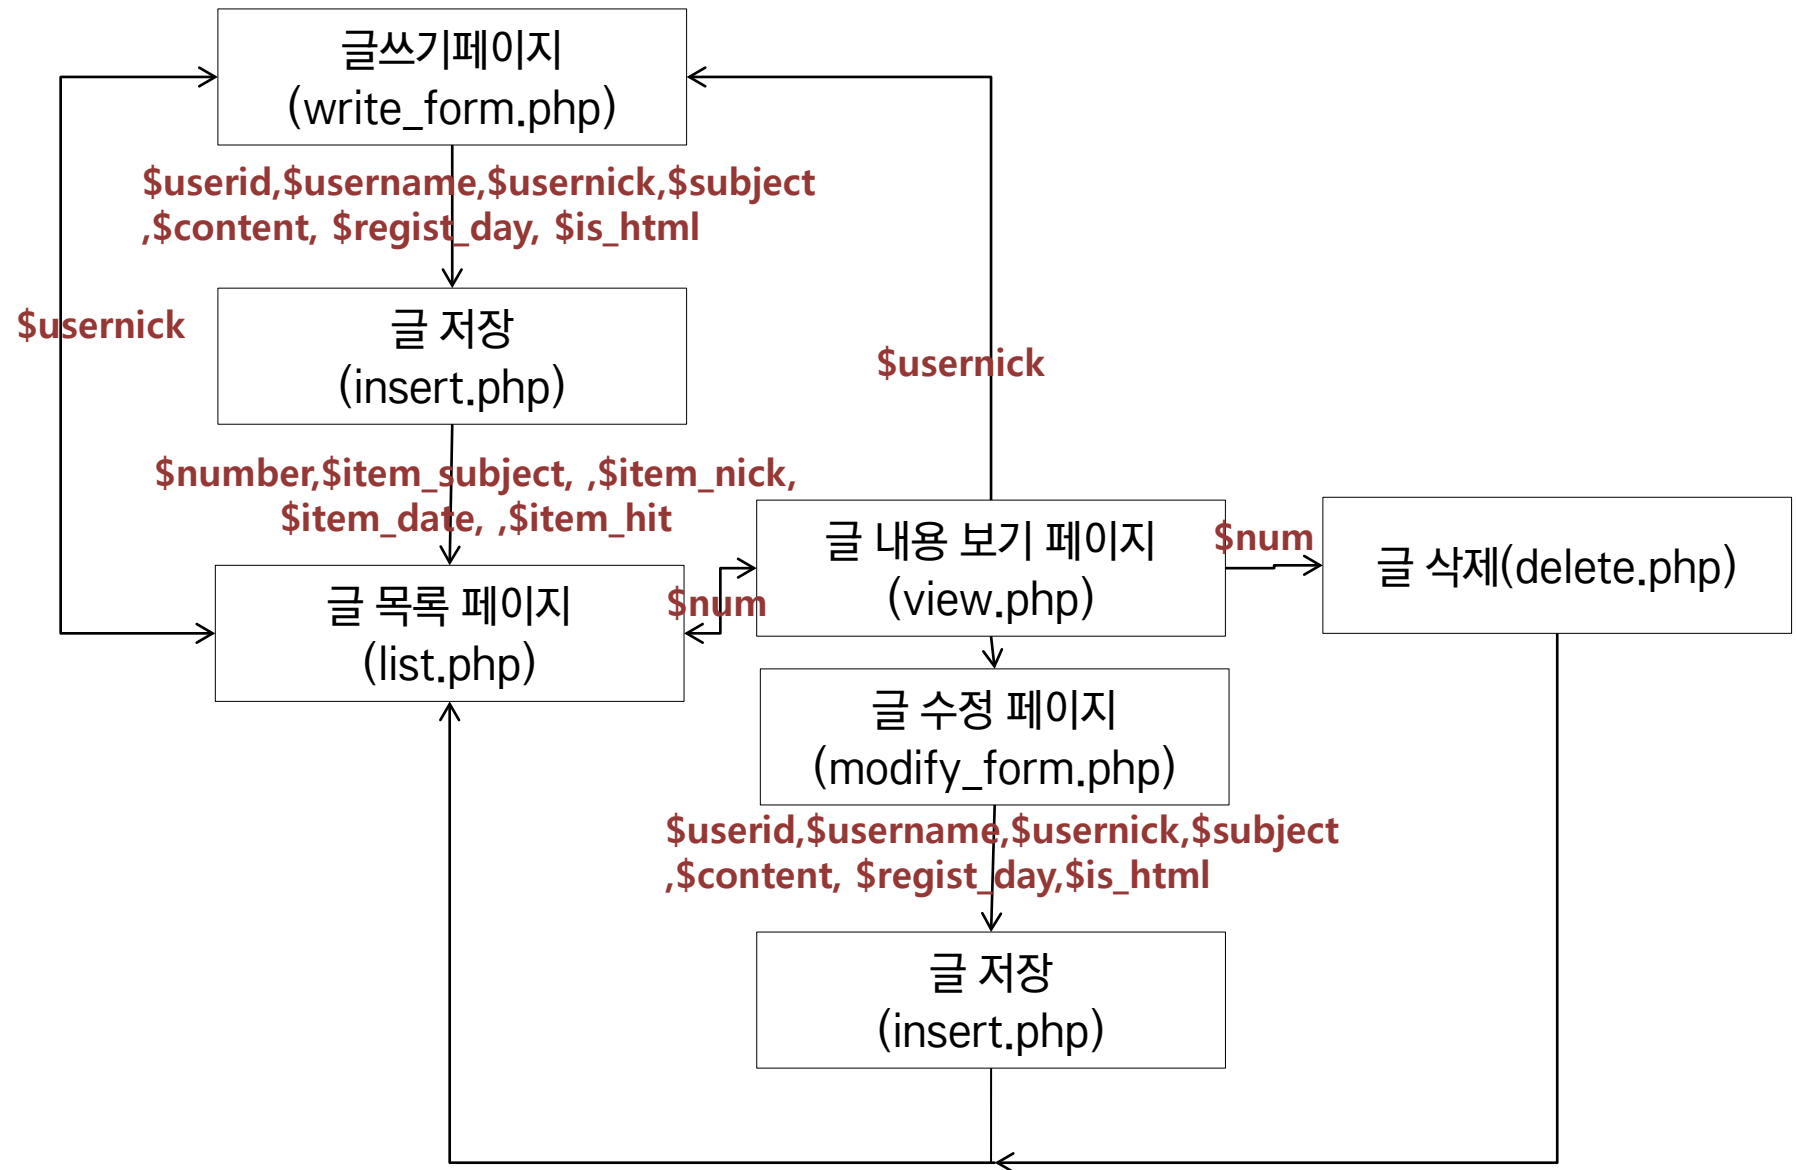 글쓰기페이지
(write_form.php)
$userid,$username,$usernick,$subject
,$content, $regist_day, $is_html
$usernick
글 저장
(insert.php)
$usernick
$number,$item_subject, ,$item_nick,
$item_date, ,$item_hit
글 목록 페이지
(list.php)
$num
글 내용 보기 페이지
(view.php)
$num
글 삭제(delete.php)
글 수정 페이지
(modify_form.php)
$userid,$username,$usernick,$subject
,$content, $regist_day,$is_html
글 저장
(insert.php)